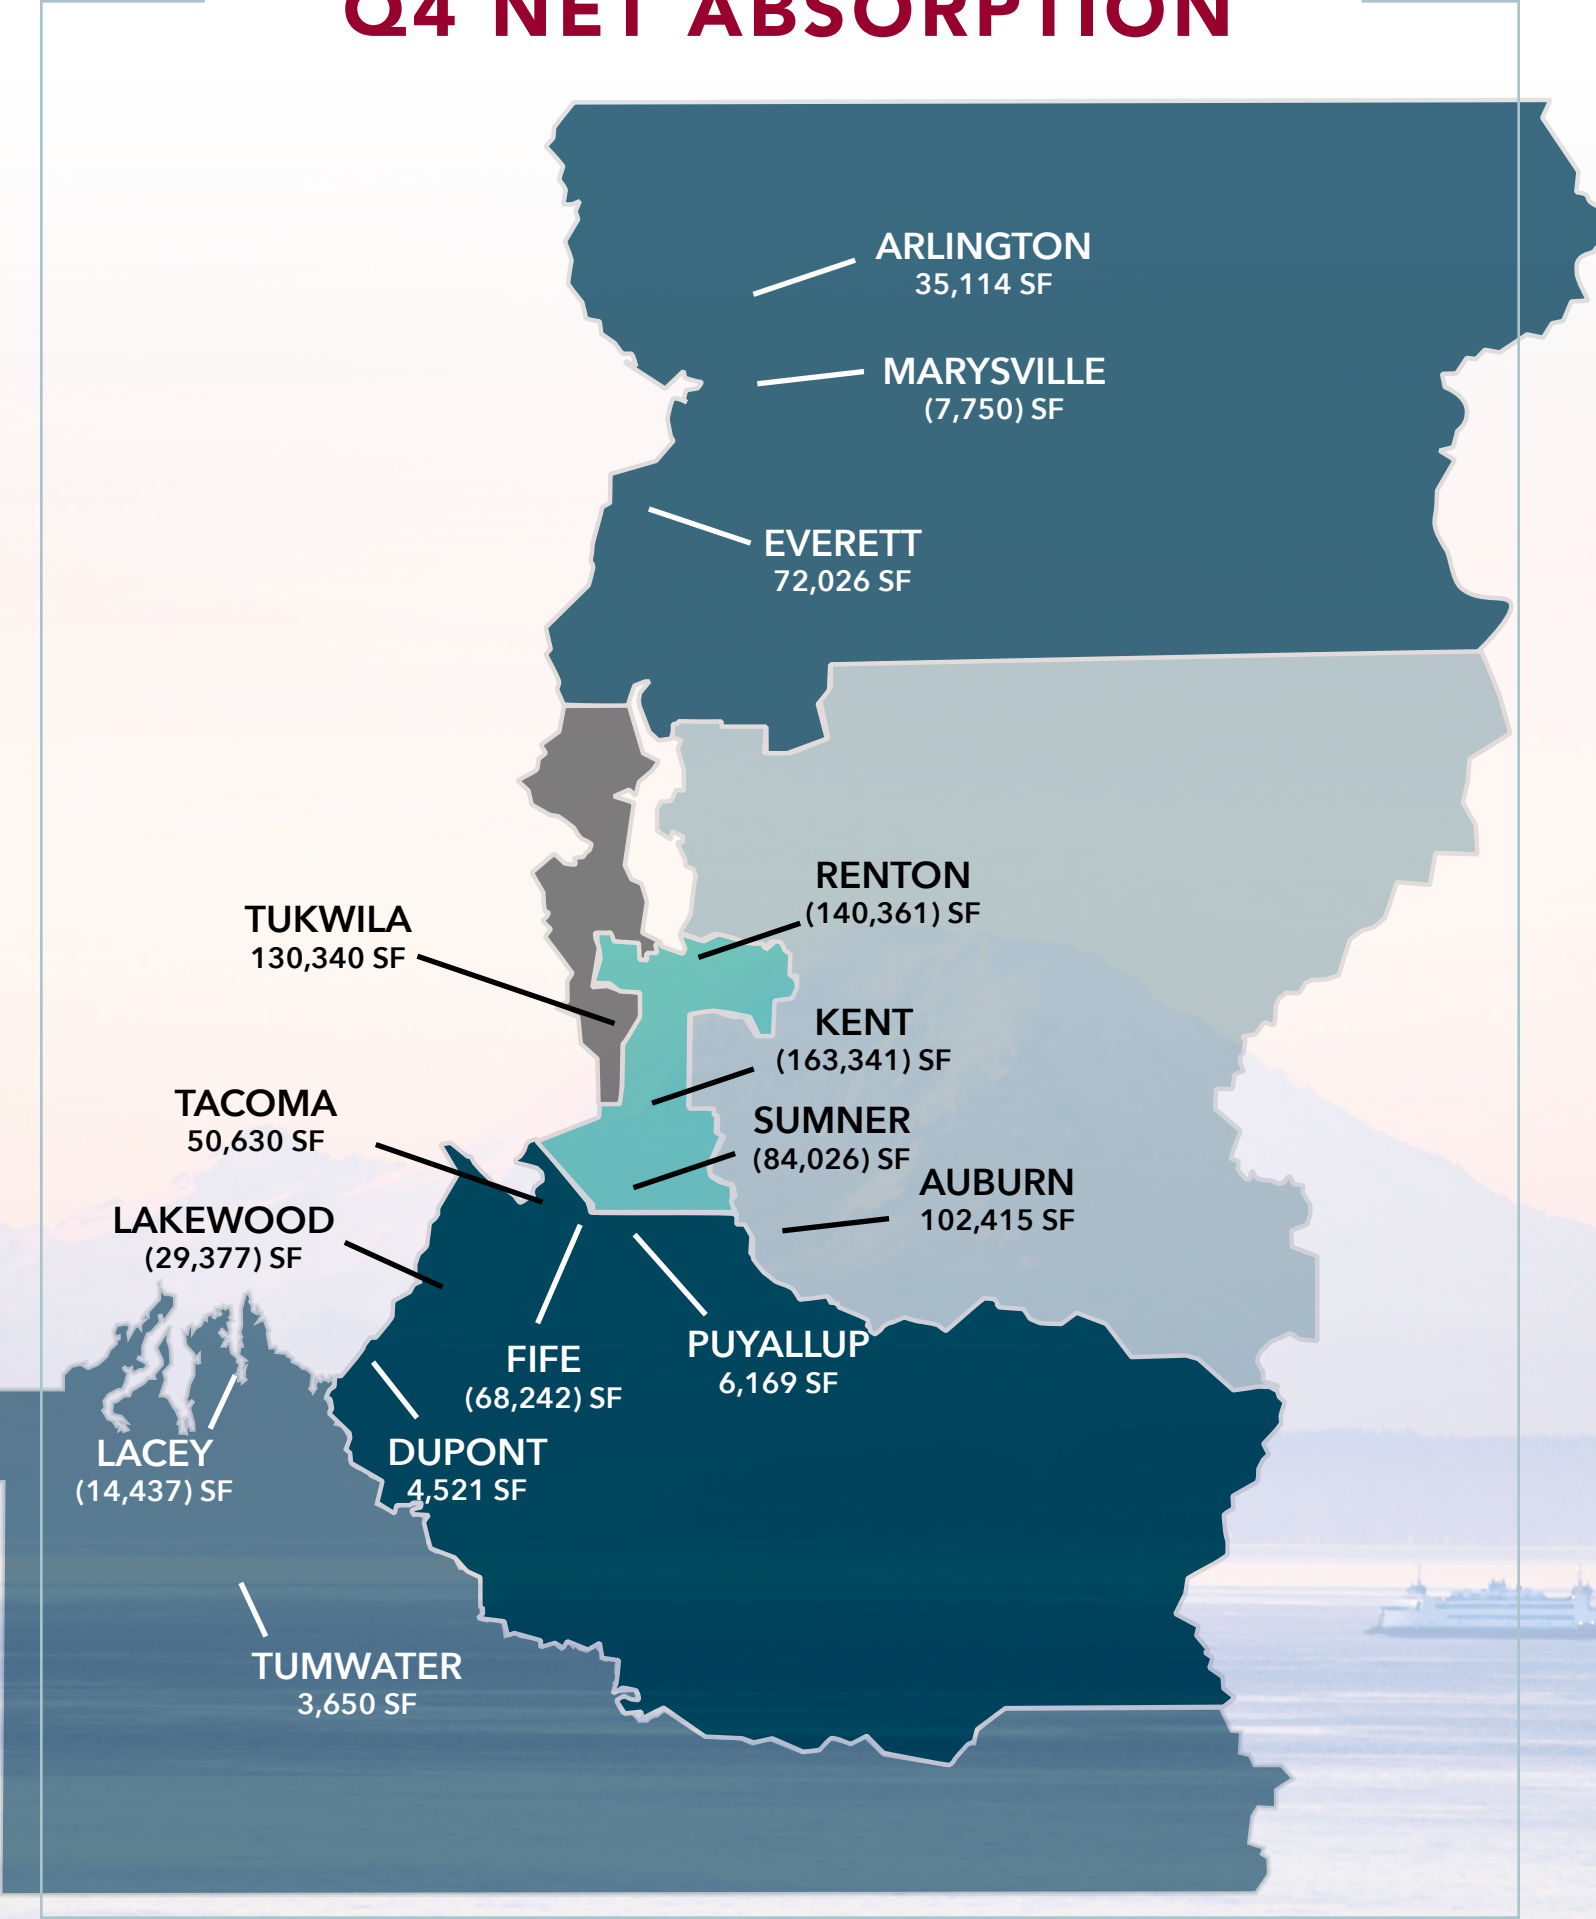 Q4 NET ABSORPTION
ARLINGTON
35,114 SF
MARYSVILLE
(7,750) SF
EVERETT
72,026 SF
RENTON
(140,361) SF
TUKWILA
130,340 SF
KENT
(163,341) SF
TACOMA
50,630 SF
SUMNER
(84,026) SF
AUBURN
102,415 SF
LAKEWOOD
(29,377) SF
PUYALLUP
6,169 SF
FIFE
(68,242) SF
LACEY
(14,437) SF
DUPONT
4,521 SF
TUMWATER
3,650 SF